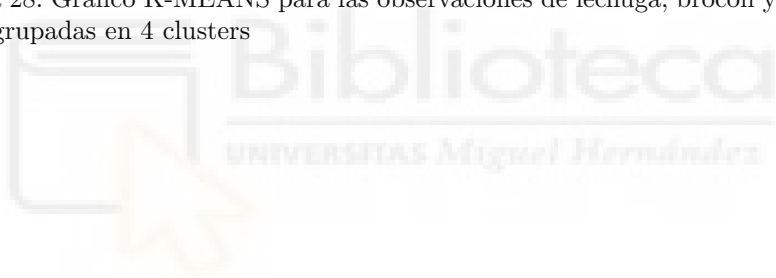 28. Gráfico K-MEANS para las observaciones de lechuga, brócoli y
grupadas en 4 clusters
Biblioteca
UNIVERSITAS Miguel Hernández